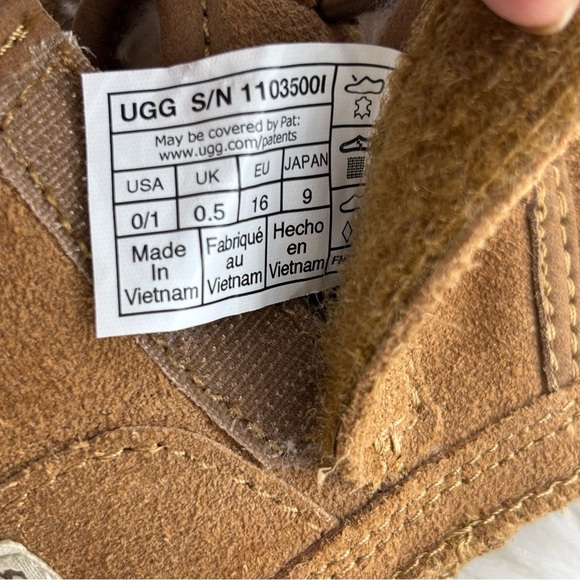 UGG S/N 1103500I
May be covered by Pat:
www.ugg.com/patents
USA UK EU JAPAN
0/1 0.5 16 9
Made In Vietnam
Fabriqué au Vietnam
Hecho en Vietnam